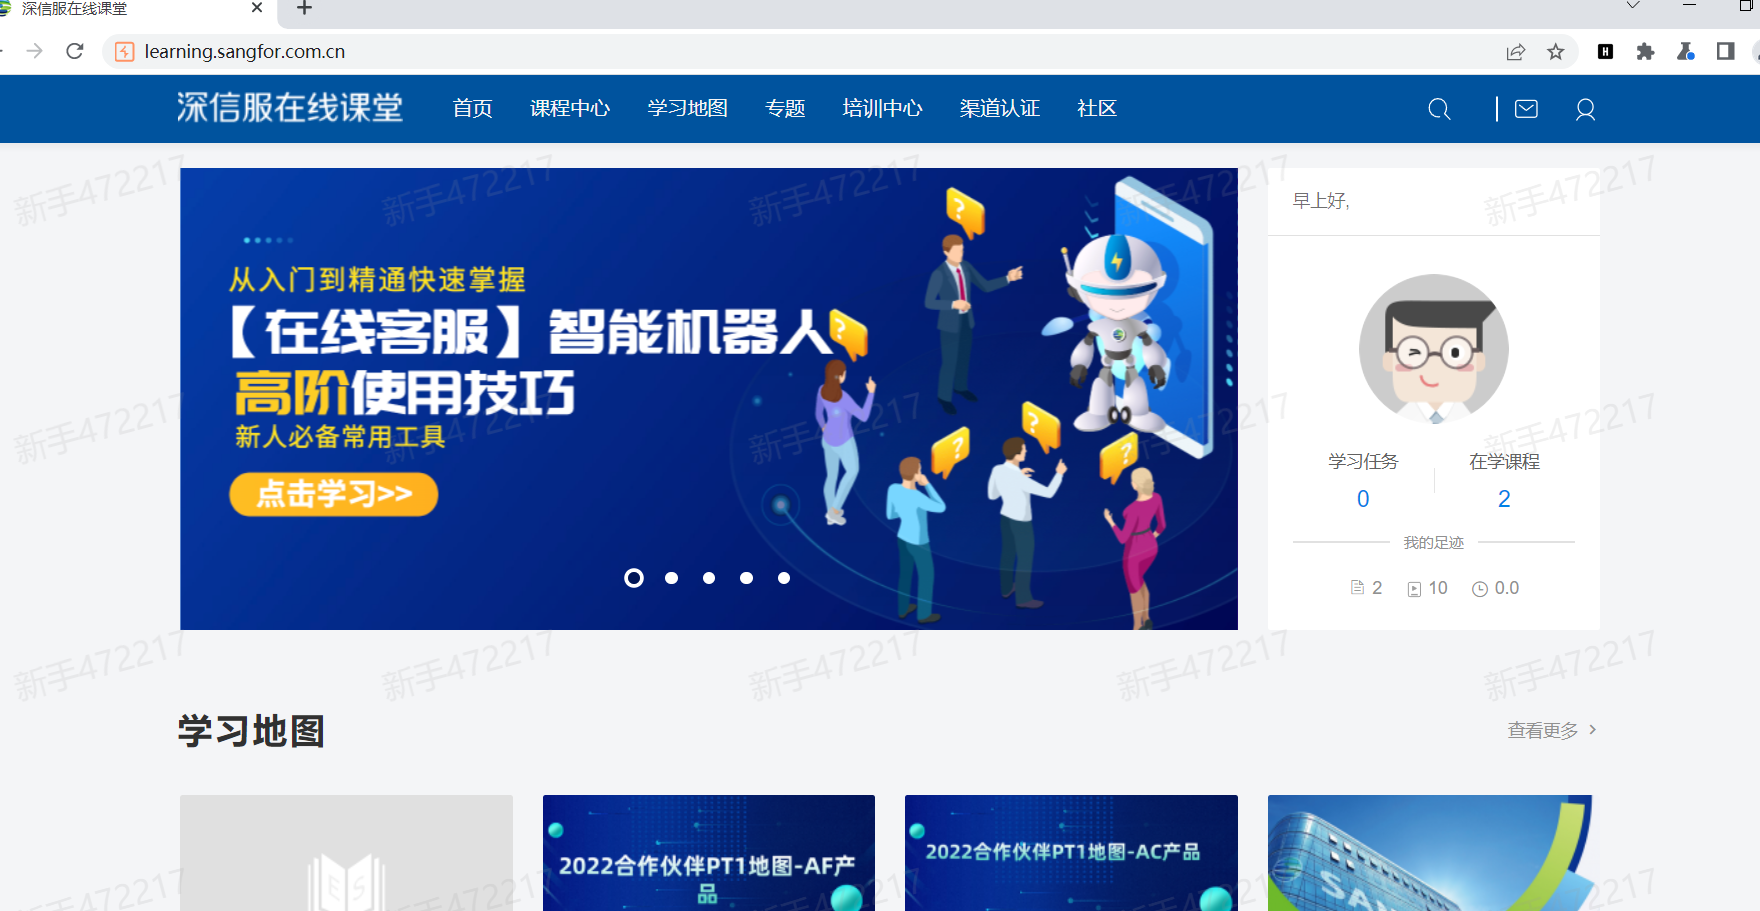 深信服在线课堂
learning.sangfor.com.cn
深信服在线课堂 首页 课程中心 学习地图 专题 培训中心 渠道认证 社区
早上好,
从入门到精通快速掌握
【在线客服】智能机器人
高阶使用技巧
新人必备常用工具
点击学习>>
学习任务 在学课程
0 2
我的足迹
2 10 0.0
学习地图
查看更多 >
ES
2022合作伙伴PT1地图-AF产
品
2022合作伙伴PT1地图-AC产品
新手472217